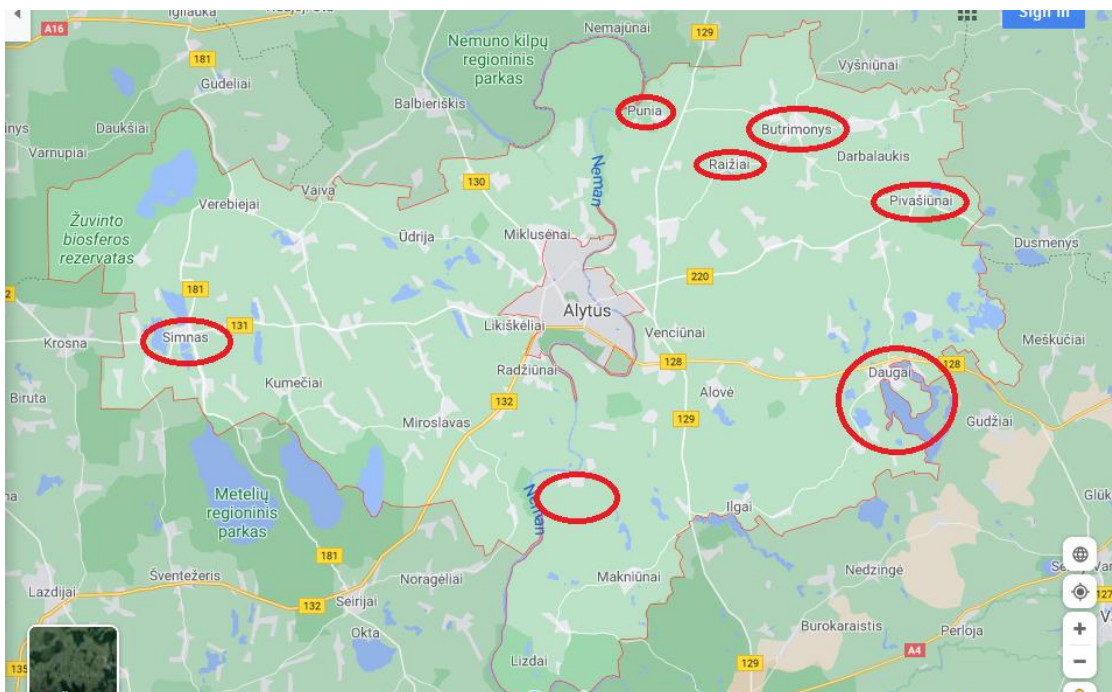 Igliauka
A16
Sign in
Nemajūnai
129
Nemuno kilpų
regioninis
parkas
181
Gudeliai
Vyšniūnai
Balbieriškis
Punia
Daukšiai
Butrimonys
Varnupiai
Raižiai
Darbalaukis
Neman
130
Vaiva
Verebiejai
Pivašiūnai
Žuvinto
biosferos
rezervatas
Ūdrija
Miklusėnai
Dusmenys
220
181
Alytus
131
Likiškėliai
Simnas
Krosna
Venciūnai
Meškučiai
Radžiūnai
128
128
Daugai
Kumečiai
Biruta
132
Alovė
129
Miroslavas
Gudžiai
Neman
Metelių
regioninis
parkas
Ilgai
181
Šventežeris
Noragėliai
Makniūnai
Nedzingė
Lazdijai
132
Seirijai
127
Okta
Burokaraistis
Perloja
A4
Lizdai
129
135